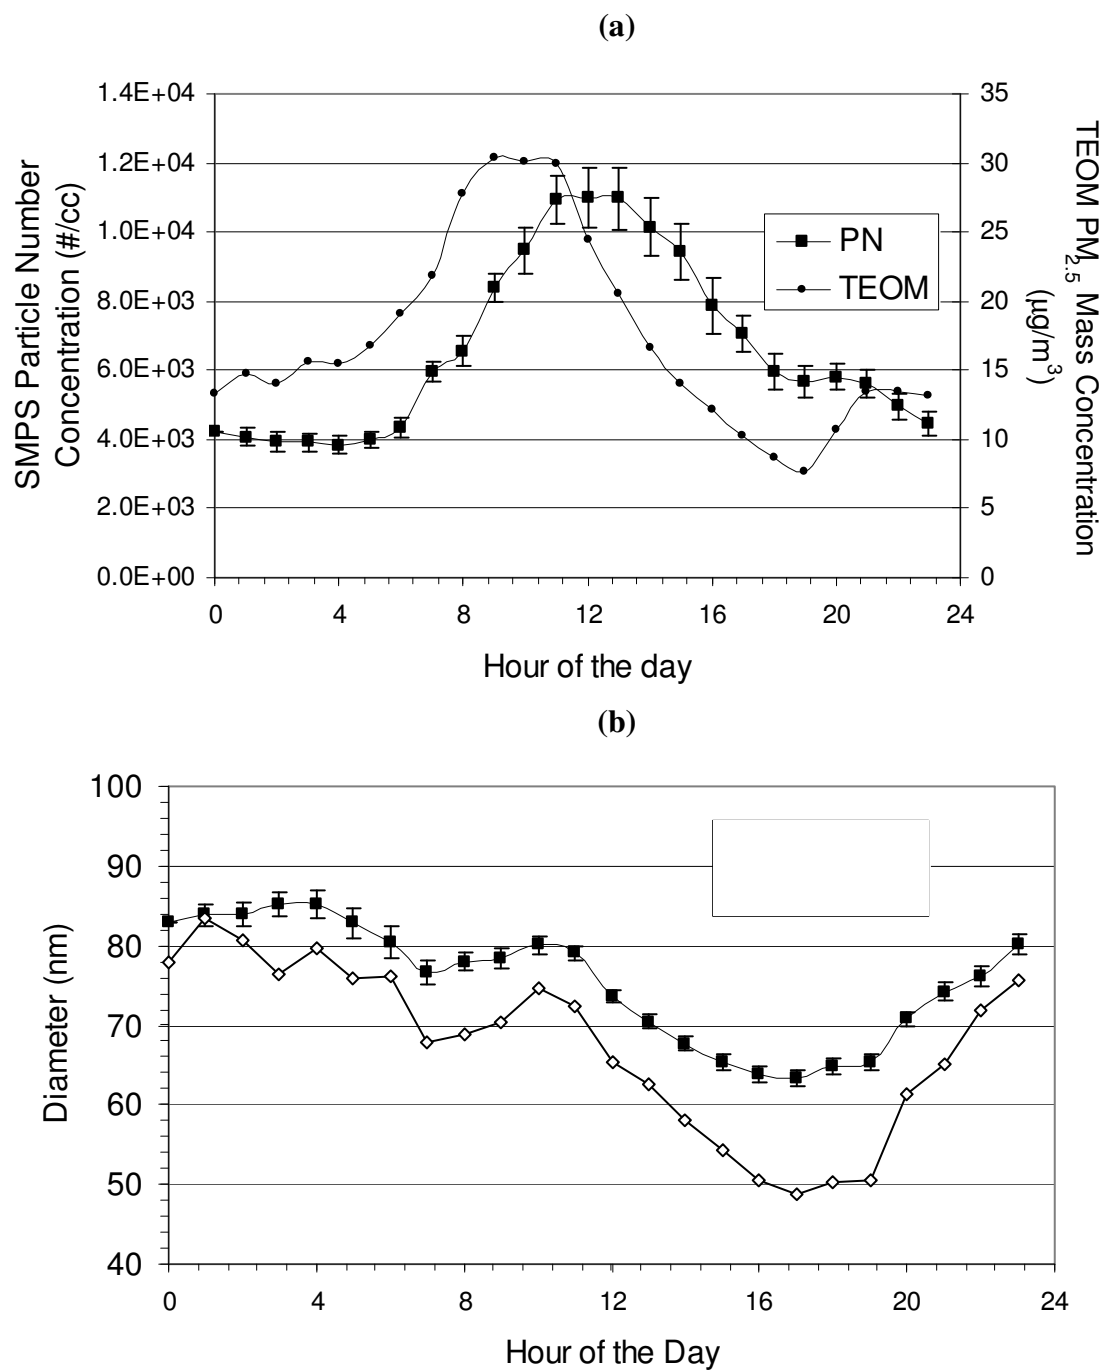 (a)
1.4E+04
1.2E+04
1.0E+04
8.0E+03
6.0E+03
4.0E+03
2.0E+03
0.0E+00
SMPS Particle Number
Concentration (#/cc)
35
30
25
20
15
10
5
0
TEOM PM2.5 Mass Concentration
(μg/m3)
PN
TEOM
0 4 8 12 16 20 24
Hour of the day
(b)
100
90
80
70
60
50
40
Diameter (nm)
0 4 8 12 16 20 24
Hour of the Day